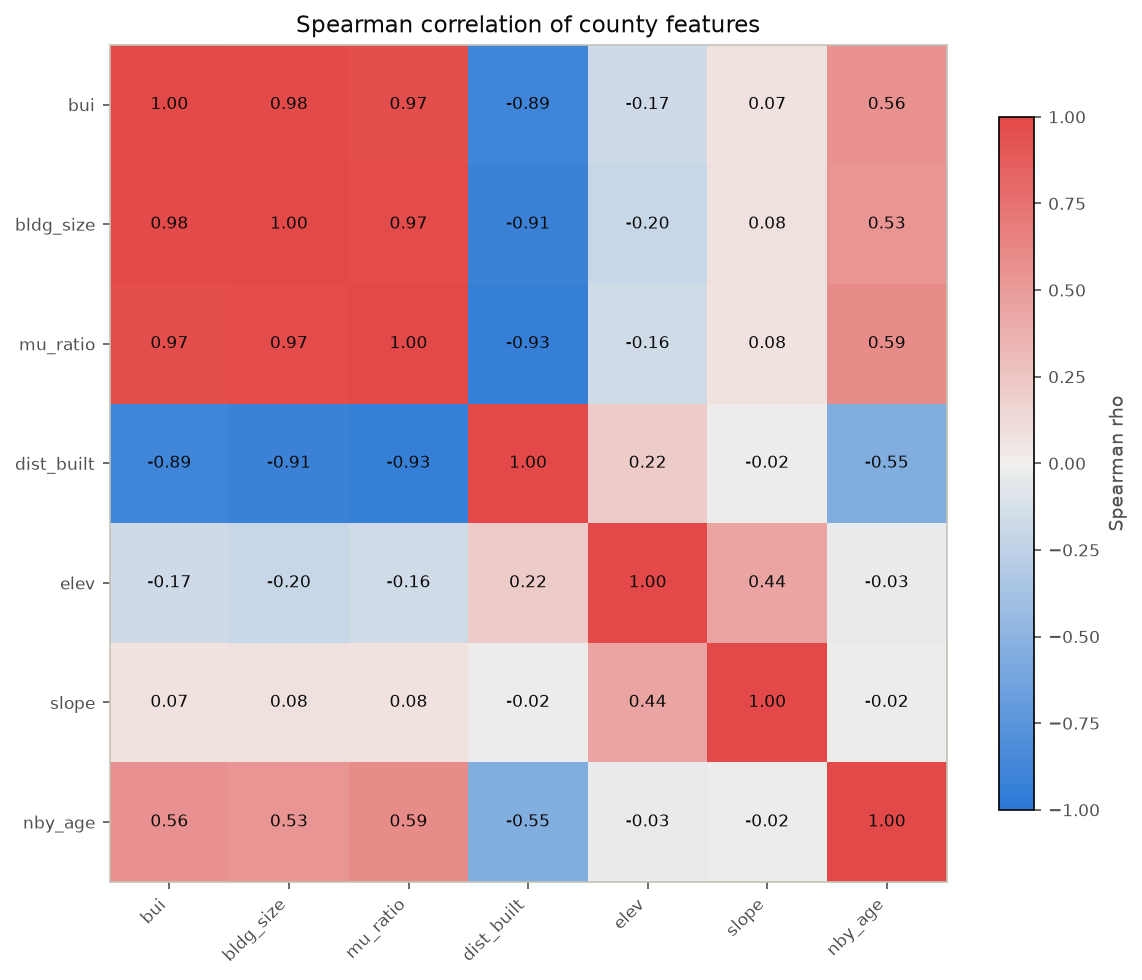 Spearman correlation of county features
bui 1.00 0.98 0.97 -0.89 -0.17 0.07 0.56
bldg_size 0.98 1.00 0.97 -0.91 -0.20 0.08 0.53
mu_ratio 0.97 0.97 1.00 -0.93 -0.16 0.08 0.59
dist_built -0.89 -0.91 -0.93 1.00 0.22 -0.02 -0.55
elev -0.17 -0.20 -0.16 0.22 1.00 0.44 -0.03
slope 0.07 0.08 0.08 -0.02 0.44 1.00 -0.02
nby_age 0.56 0.53 0.59 -0.55 -0.03 -0.02 1.00
bui bldg_size mu_ratio dist_built elev slope nby_age
1.00
0.75
0.50
0.25
0.00
−0.25
−0.50
−0.75
−1.00
Spearman rho